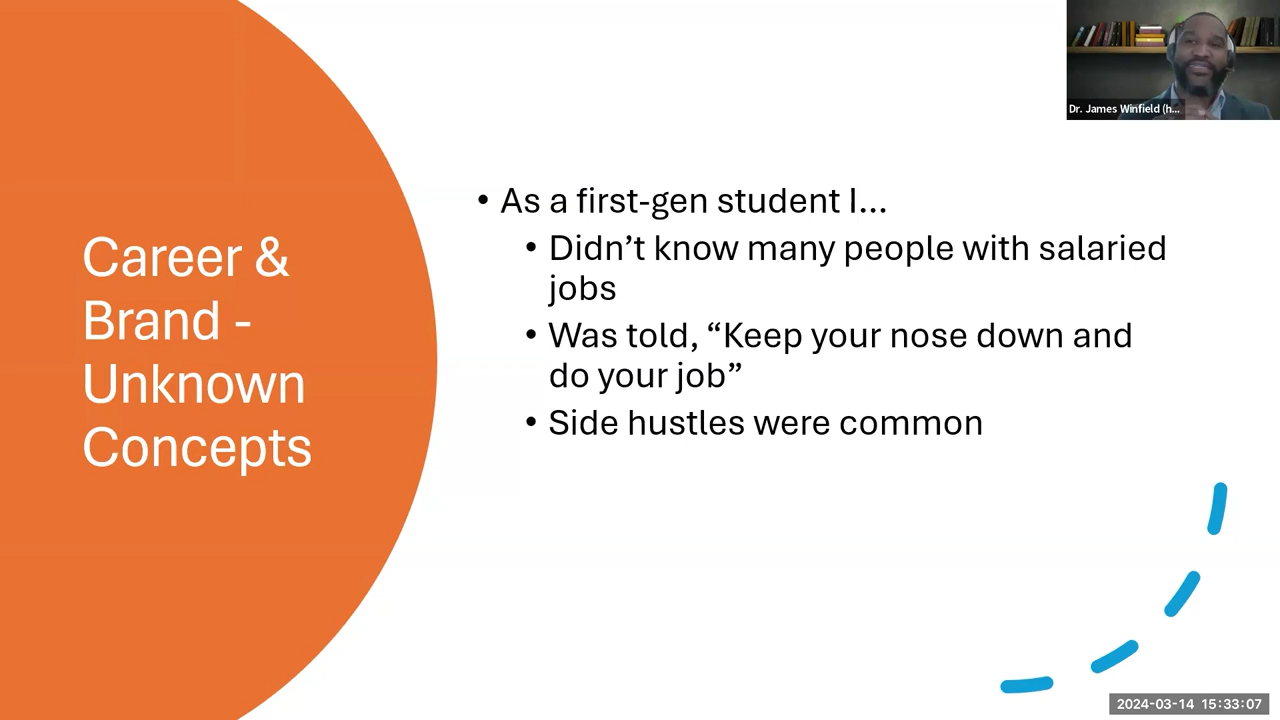 Career &
Brand -
Unknown
Concepts
• As a first-gen student I...
• Didn’t know many people with salaried
jobs
• Was told, “Keep your nose down and
do your job”
• Side hustles were common
Dr. James Winfield (h...
2024-03-14 15:33:07